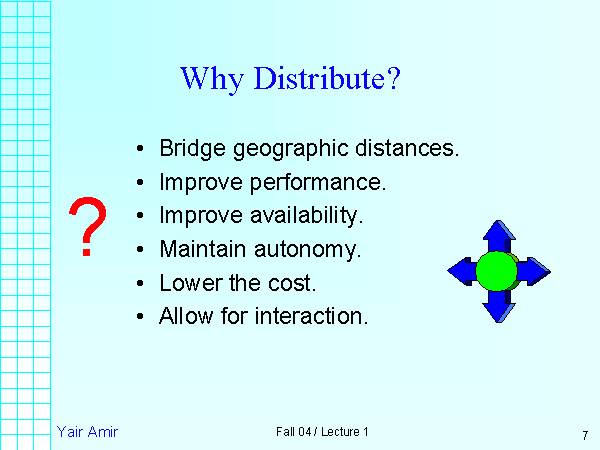 Why Distribute?
?
• Bridge geographic distances.
• Improve performance.
• Improve availability.
• Maintain autonomy.
• Lower the cost.
• Allow for interaction.
Yair Amir
Fall 04 / Lecture 1
7